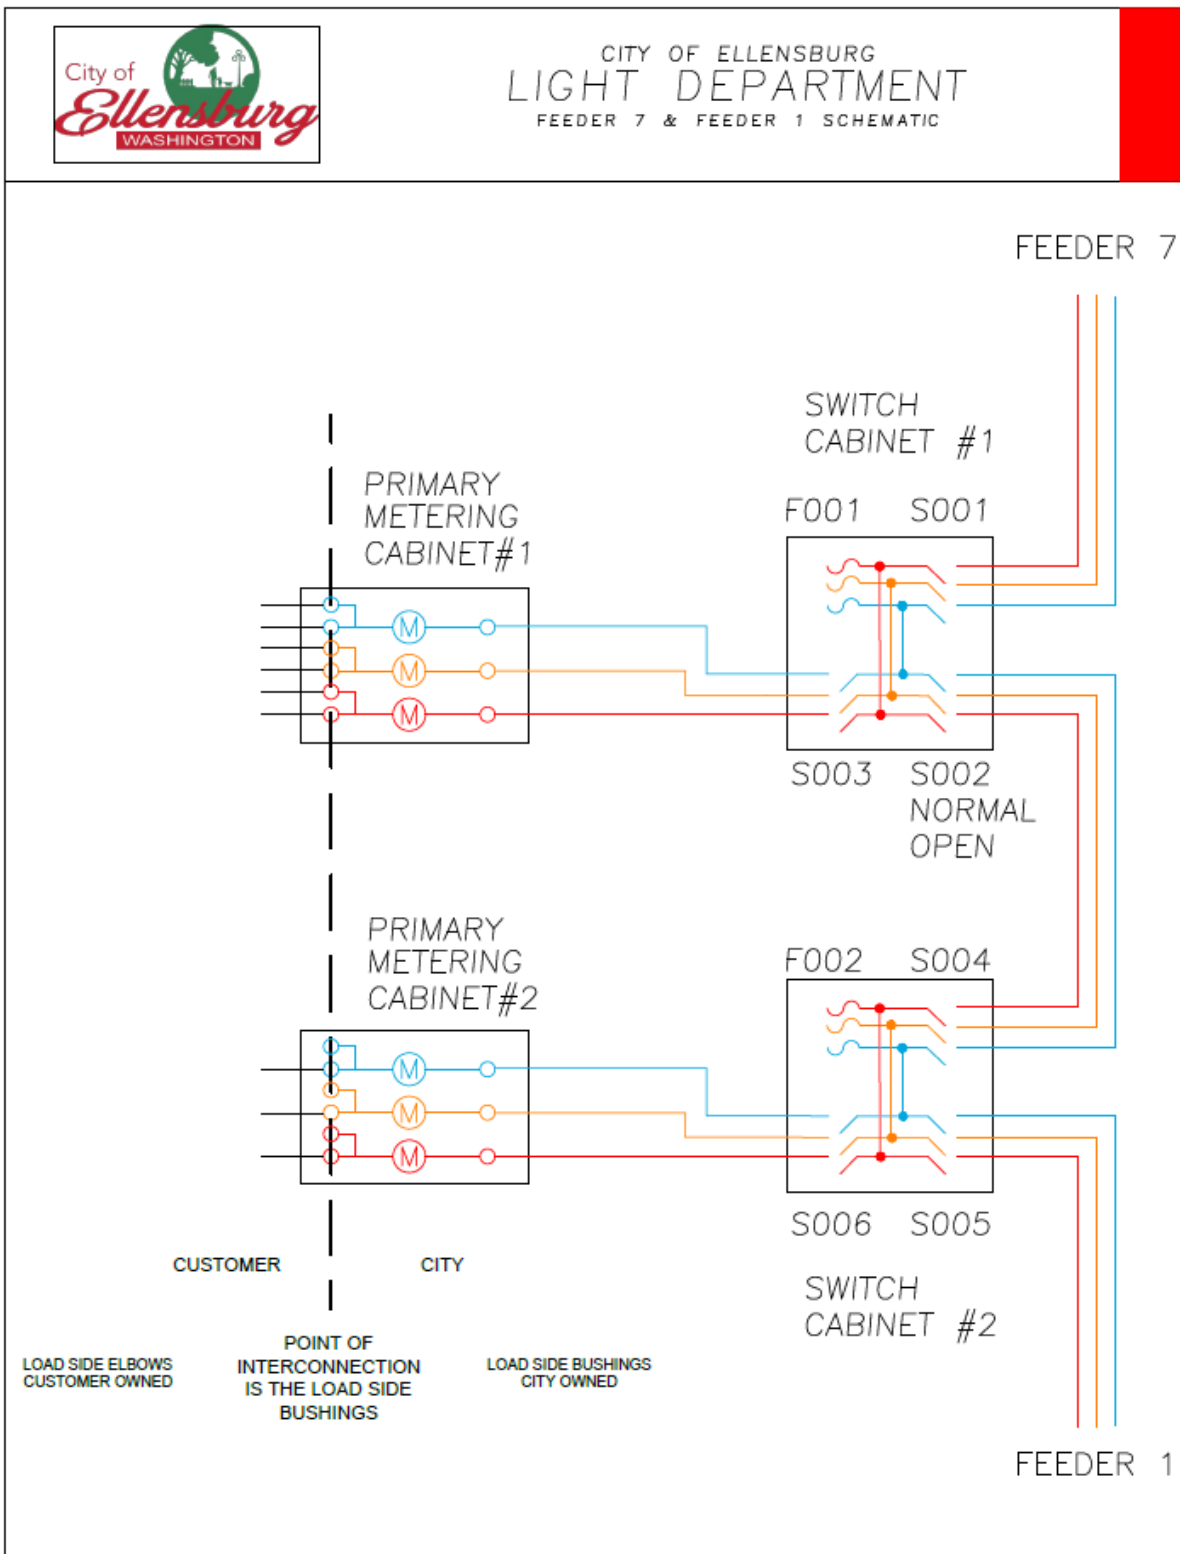 City of
Ellensburg
WASHINGTON
CITY OF ELLENSBURG
LIGHT DEPARTMENT
FEEDER 7 & FEEDER 1 SCHEMATIC
FEEDER 7
SWITCH
CABINET #1
F001 S001
PRIMARY
METERING
CABINET#1
M
M
M
S003 S002
NORMAL
OPEN
PRIMARY
METERING
CABINET#2
F002 S004
M
M
M
S006 S005
SWITCH
CABINET #2
CUSTOMER CITY
POINT OF
INTERCONNECTION
IS THE LOAD SIDE
BUSHINGS
LOAD SIDE ELBOWS
CUSTOMER OWNED
LOAD SIDE BUSHINGS
CITY OWNED
FEEDER 1